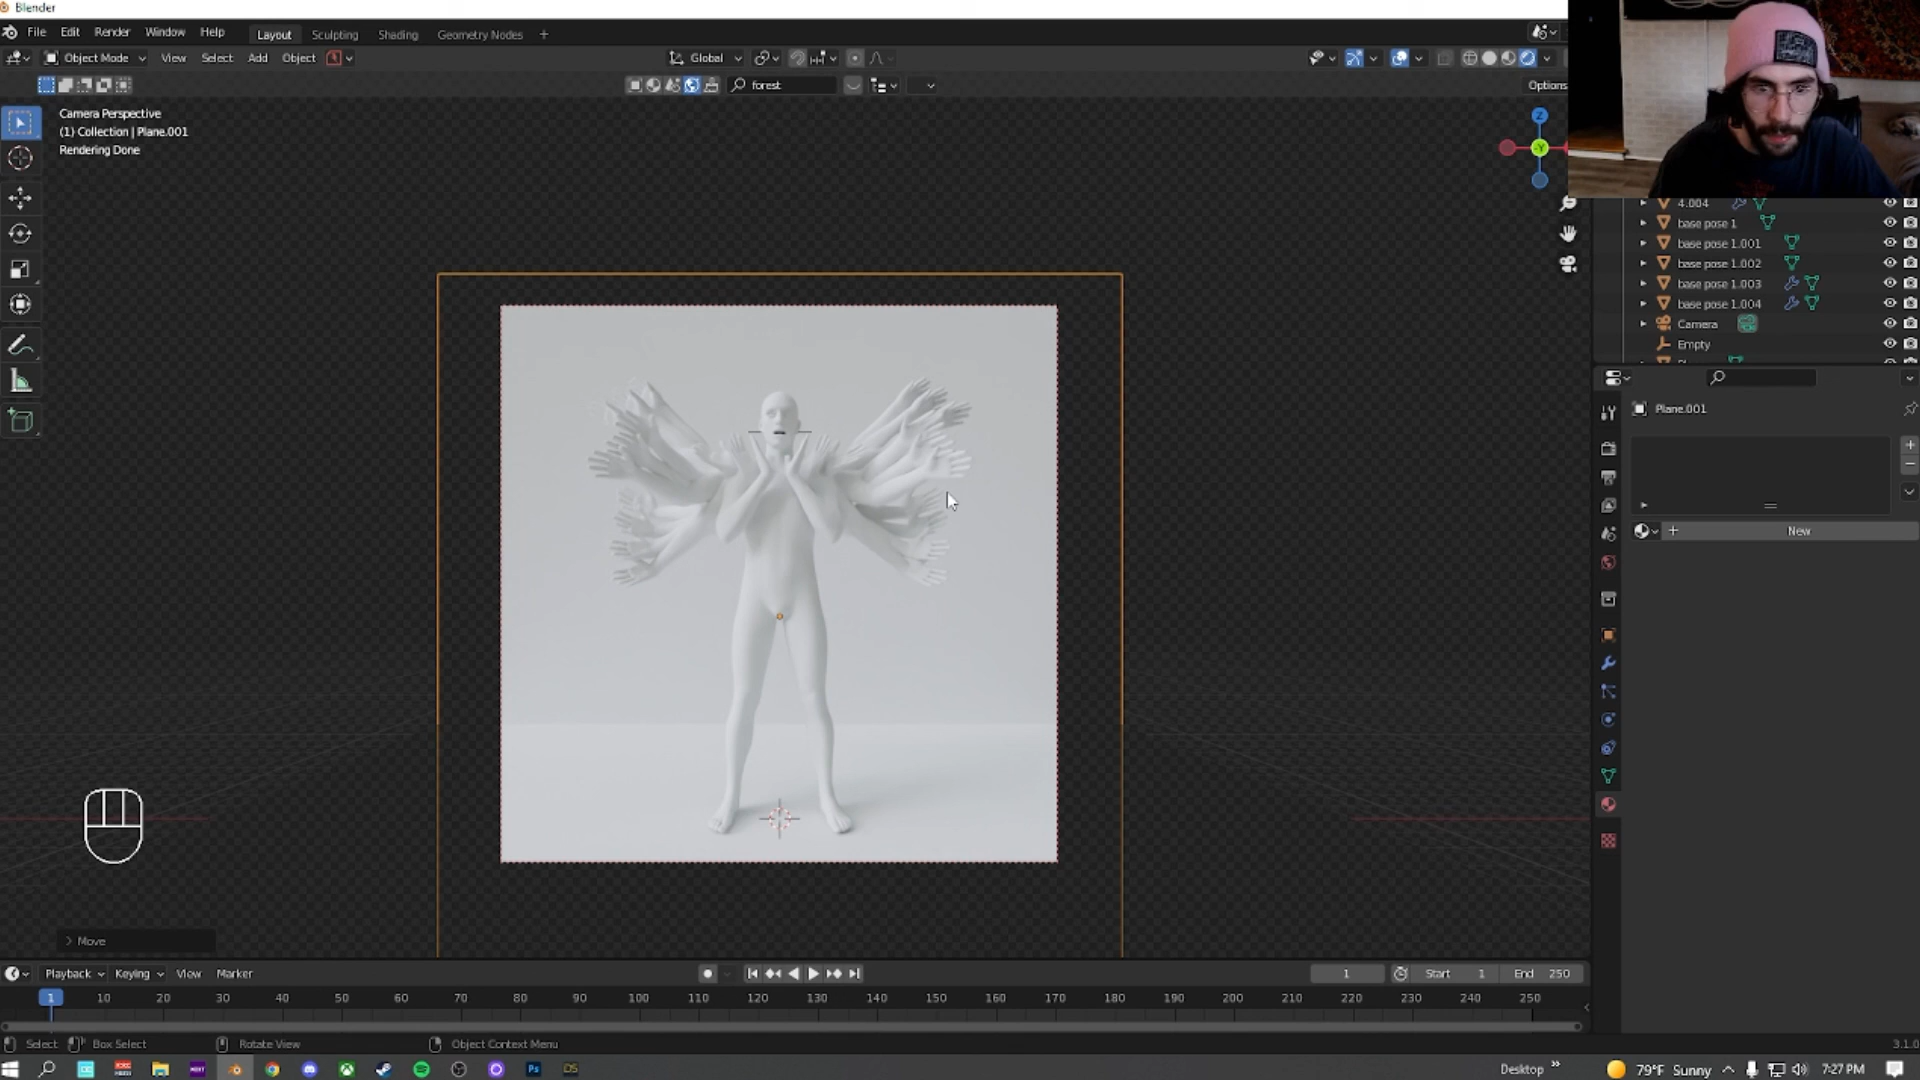 Blender
File Edit Render Window Help Layout Sculpting Shading Geometry Nodes +
Object Mode View Select Add Object Global
forest Options
Camera Perspective
(1) Collection | Plane.001
Rendering Done
Z
-Y
4.004
base pose 1
base pose 1.001
base pose 1.002
base pose 1.003
base pose 1.004
Camera
Empty
Plane.001
New
Move
Playback Keying View Marker 1 Start 1 End 250
1 10 20 30 40 50 60 70 80 90 100 110 120 130 140 150 160 170 180 190 200 210 220 230 240 250
Select Box Select Rotate View Object Context Menu 3.1.0
Ps DS Desktop 79°F Sunny 7:27 PM